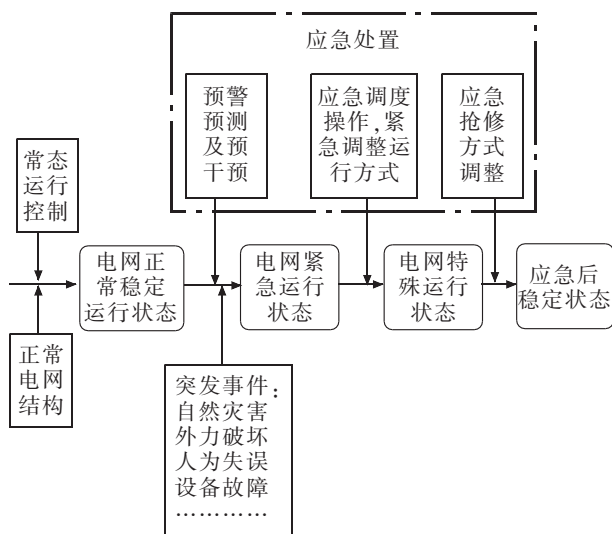 应急处置
预警
预测
及预
干预
应急调度
操作,紧
急调整运
行方式
应急
抢修
方式
调整
常态
运行
控制
电网正
常稳定
运行状态
电网紧
急运行
状态
电网特
殊运行
状态
应急后
稳定状态
正常
电网
结构
突发事件:
自然灾害
外力破坏
人为失误
设备故障
…………